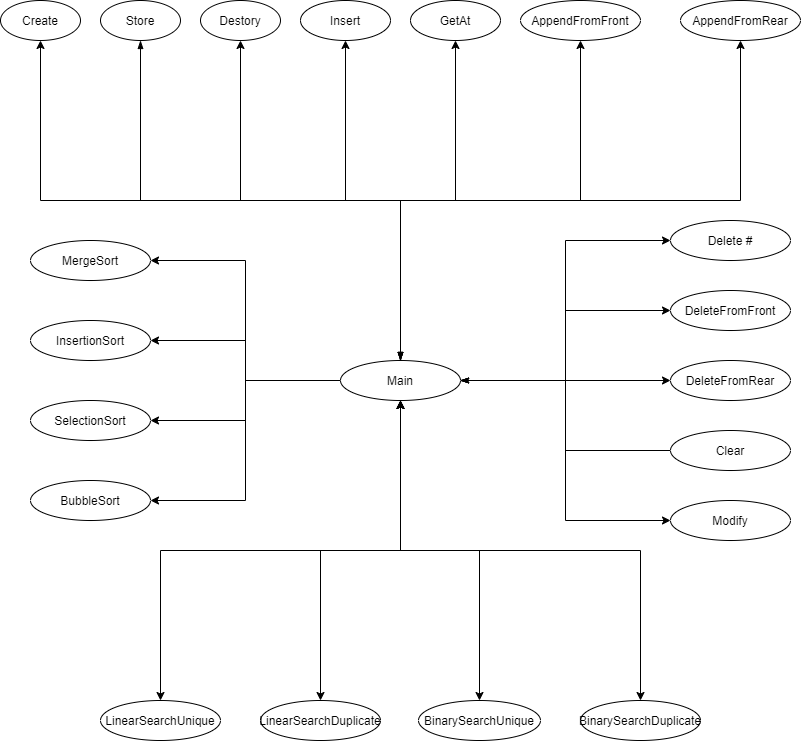 Create
Store
Destory
Insert
GetAt
AppendFromFront
AppendFromRear
MergeSort
Delete #
InsertionSort
DeleteFromFront
Main
DeleteFromRear
SelectionSort
Clear
BubbleSort
Modify
LinearSearchUnique
LinearSearchDuplicate
BinarySearchUnique
BinarySearchDuplicate